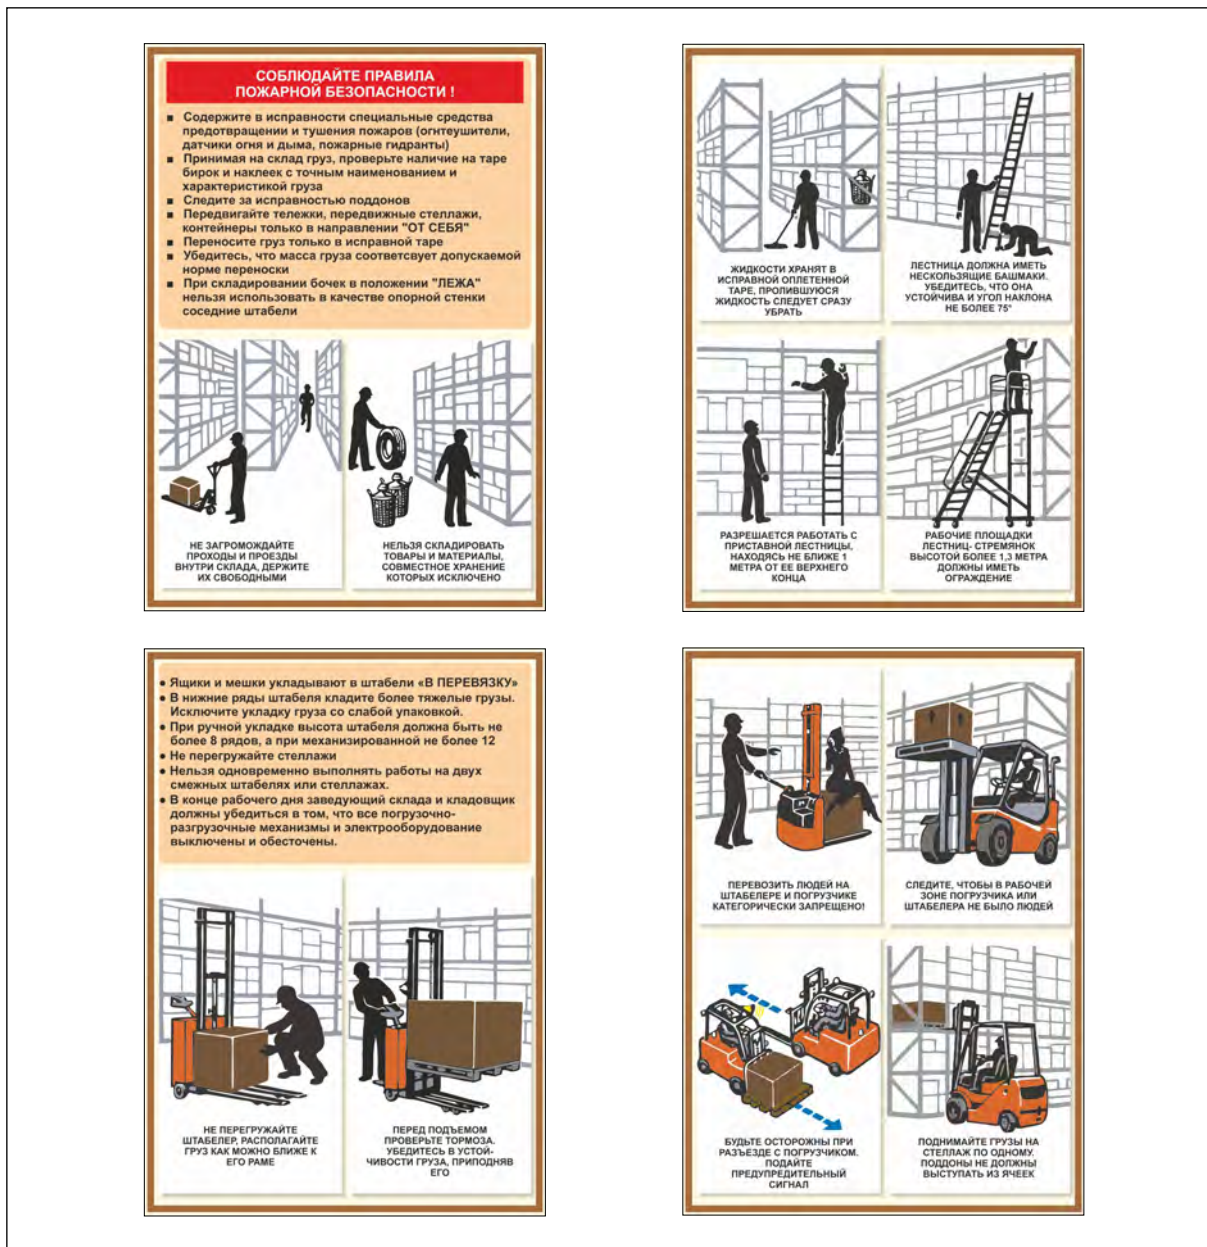 СОБЛЮДАЙТЕ ПРАВИЛА
ПОЖАРНОЙ БЕЗОПАСНОСТИ !
■ Содержите в исправности специальные средства
предотвращении и тушения пожаров (огнтеушители,
датчики огня и дыма, пожарные гидранты)
■ Принимая на склад груз, проверьте наличие на таре
бирок и наклеек с точным наименованием и
характеристикой груза
■ Следите за исправностью поддонов
■ Передвигайте тележки, передвижные стеллажи,
контейнеры только в направлении "ОТ СЕБЯ"
■ Переносите груз только в исправной таре
■ Убедитесь, что масса груза соответсвует допускаемой
норме переноски
■ При складировании бочек в положении "ЛЕЖА"
нельзя использовать в качестве опорной стенки
соседние штабели
НЕ ЗАГРОМОЖДАЙТЕ
ПРОХОДЫ И ПРОЕЗДЫ
ВНУТРИ СКЛАДА, ДЕРЖИТЕ
ИХ СВОБОДНЫМИ
НЕЛЬЗЯ СКЛАДИРОВАТЬ
ТОВАРЫ И МАТЕРИАЛЫ,
СОВМЕСТНОЕ ХРАНЕНИЕ
КОТОРЫХ ИСКЛЮЧЕНО
ЖИДКОСТИ ХРАНЯТ В
ИСПРАВНОЙ ОПЛЕТЕННОЙ
ТАРЕ, ПРОЛИВШУЮСЯ
ЖИДКОСТЬ СЛЕДУЕТ СРАЗУ
УБРАТЬ
ЛЕСТНИЦА ДОЛЖНА ИМЕТЬ
НЕСКОЛЬЗЯЩИЕ БАШМАКИ.
УБЕДИТЕСЬ, ЧТО ОНА
УСТОЙЧИВА И УГОЛ НАКЛОНА
НЕ БОЛЕЕ 75°
РАЗРЕШАЕТСЯ РАБОТАТЬ С
ПРИСТАВНОЙ ЛЕСТНИЦЫ,
НАХОДЯСЬ НЕ БЛИЖЕ 1
МЕТРА ОТ ЕЕ ВЕРХНЕГО
КОНЦА
РАБОЧИЕ ПЛОЩАДКИ
ЛЕСТНИЦ- СТРЕМЯНОК
ВЫСОТОЙ БОЛЕЕ 1,3 МЕТРА
ДОЛЖНЫ ИМЕТЬ
ОГРАЖДЕНИЕ
● Ящики и мешки укладывают в штабели «В ПЕРЕВЯЗКУ»
● В нижние ряды штабеля кладите более тяжелые грузы.
Исключите укладку груза со слабой упаковкой.
● При ручной укладке высота штабеля должна быть не
более 8 рядов, а при механизированной не более 12
● Не перегружайте стеллажи
● Нельзя одновременно выполнять работы на двух
смежных штабелях или стеллажах.
● В конце рабочего дня заведующий склада и кладовщик
должны убедиться в том, что все погрузочно-
разгрузочные механизмы и электрооборудование
выключены и обесточены.
НЕ ПЕРЕГРУЖАЙТЕ
ШТАБЕЛЕР, РАСПОЛАГАЙТЕ
ГРУЗ КАК МОЖНО БЛИЖЕ К
ЕГО РАМЕ
ПЕРЕД ПОДЪЕМОМ
ПРОВЕРЬТЕ ТОРМОЗА.
УБЕДИТЕСЬ В УСТОЙ-
ЧИВОСТИ ГРУЗА, ПРИПОДНЯВ
ЕГО
ПЕРЕВОЗИТЬ ЛЮДЕЙ НА
ШТАБЕЛЕРЕ И ПОГРУЗЧИКЕ
КАТЕГОРИЧЕСКИ ЗАПРЕЩЕНО!
СЛЕДИТЕ, ЧТОБЫ В РАБОЧЕЙ
ЗОНЕ ПОГРУЗЧИКА ИЛИ
ШТАБЕЛЕРА НЕ БЫЛО ЛЮДЕЙ
БУДЬТЕ ОСТОРОЖНЫ ПРИ
РАЗЪЕЗДЕ С ПОГРУЗЧИКОМ.
ПОДАЙТЕ
ПРЕДУПРЕДИТЕЛЬНЫЙ
СИГНАЛ
ПОДНИМАЙТЕ ГРУЗЫ НА
СТЕЛЛАЖ ПО ОДНОМУ.
ПОДДОНЫ НЕ ДОЛЖНЫ
ВЫСТУПАТЬ ИЗ ЯЧЕЕК